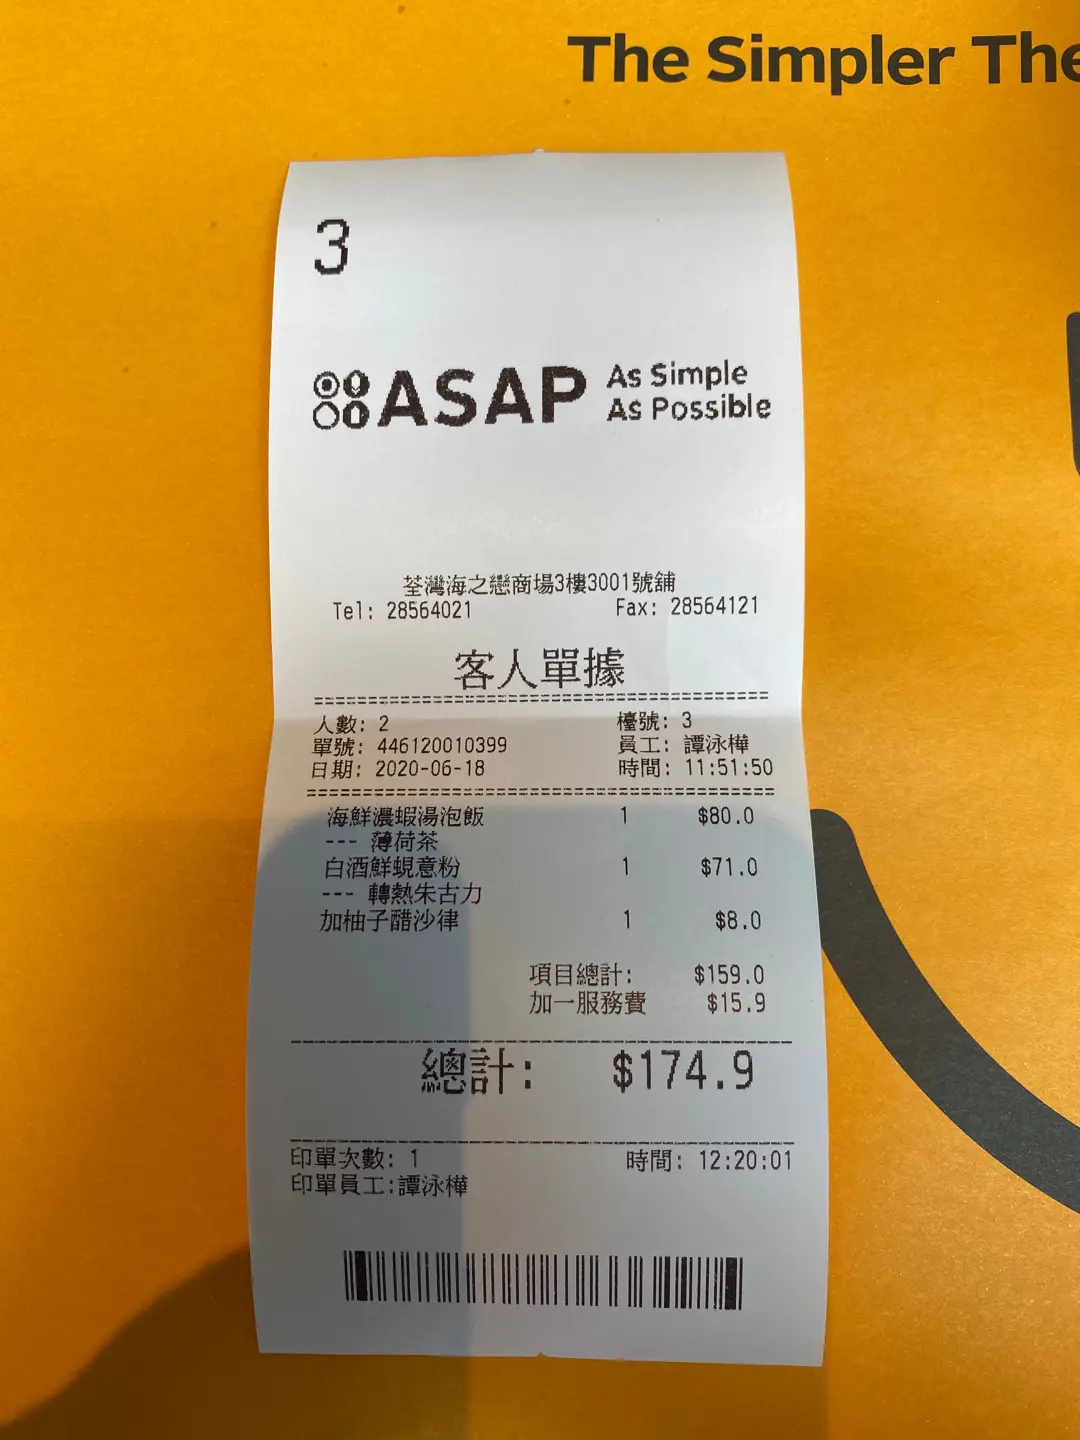 The Simpler The
3
ASAP As Simple As Possible
荃灣海之戀商場3樓3001號舖
Tel: 28564021 Fax: 28564121
客人單據
人數: 2 檯號: 3
單號: 446120010399 員工: 譚泳樺
日期: 2020-06-18 時間: 11:51:50
海鮮濃蝦湯泡飯 1 $80.0
--- 薄荷茶
白酒鮮蜆意粉 1 $71.0
--- 轉熱朱古力
加柚子醋沙律 1 $8.0
項目總計: $159.0
加一服務費 $15.9
總計: $174.9
印單次數: 1 時間: 12:20:01
印單員工:譚泳樺